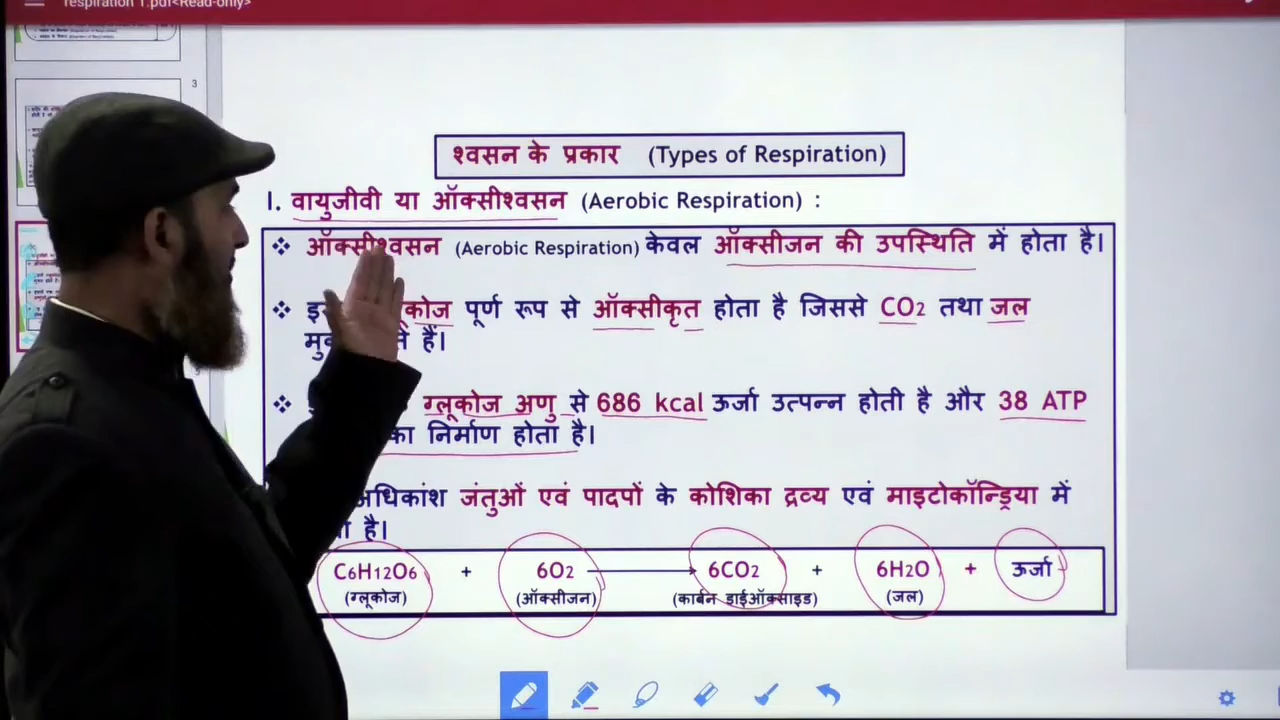 respiration 1.pdf<Read-only>
3
श्वसन के प्रकार (Types of Respiration)
I. वायुजीवी या ऑक्सीश्वसन (Aerobic Respiration) :
❖ ऑक्सीश्वसन (Aerobic Respiration) केवल ऑक्सीजन की उपस्थिति में होता है।
❖ पूर्ण रूप से ऑक्सीकृत होता है जिससे CO2 तथा जल
हैं।
❖ ग्लूकोज अणु से 686 kcal ऊर्जा उत्पन्न होती है और 38 ATP
का निर्माण होता है।
अधिकांश जंतुओं एवं पादपों के कोशिका द्रव्य एवं माइटोकॉन्ड्रिया में
है।
C6H12O6 + 6O2 → 6CO2 + 6H2O + ऊर्जा
(ग्लूकोज) (ऑक्सीजन) (कार्बन डाईऑक्साइड) (जल)